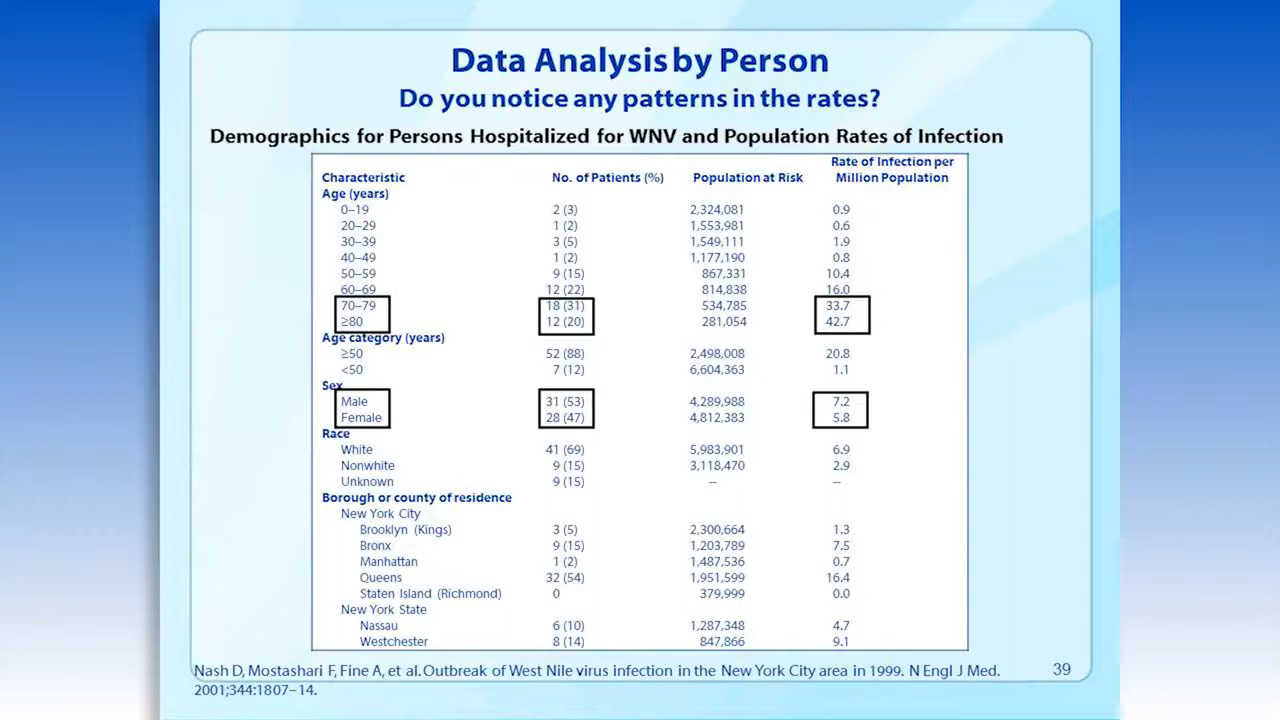 Data Analysis by Person
Do you notice any patterns in the rates?
Demographics for Persons Hospitalized for WNV and Population Rates of Infection
Characteristic No. of Patients (%) Population at Risk Rate of Infection per Million Population
Age (years)
0–19 2 (3) 2,324,081 0.9
20–29 1 (2) 1,553,981 0.6
30–39 3 (5) 1,549,111 1.9
40–49 1 (2) 1,177,190 0.8
50–59 9 (15) 867,331 10.4
60–69 12 (22) 814,838 16.0
70–79 18 (31) 534,785 33.7
≥80 12 (20) 281,054 42.7
Age category (years)
≥50 52 (88) 2,498,008 20.8
<50 7 (12) 6,604,363 1.1
Sex
Male 31 (53) 4,289,988 7.2
Female 28 (47) 4,812,383 5.8
Race
White 41 (69) 5,983,901 6.9
Nonwhite 9 (15) 3,118,470 2.9
Unknown 9 (15) -- --
Borough or county of residence
New York City
Brooklyn (Kings) 3 (5) 2,300,664 1.3
Bronx 9 (15) 1,203,789 7.5
Manhattan 1 (2) 1,487,536 0.7
Queens 32 (54) 1,951,599 16.4
Staten Island (Richmond) 0 379,999 0.0
New York State
Nassau 6 (10) 1,287,348 4.7
Westchester 8 (14) 847,866 9.1
Nash D, Mostashari F, Fine A, et al. Outbreak of West Nile virus infection in the New York City area in 1999. N Engl J Med.
2001;344:1807–14.
39